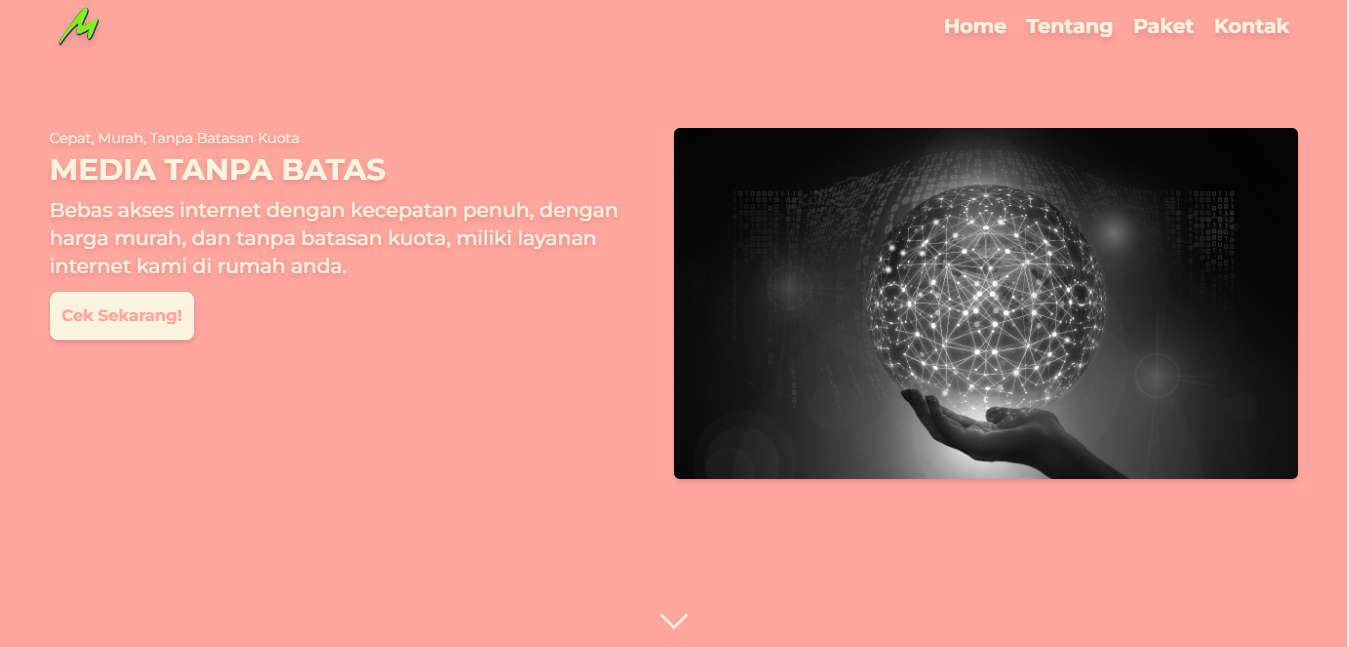 Home Tentang Paket Kontak
Cepat, Murah, Tanpa Batasan Kuota
MEDIA TANPA BATAS
Bebas akses internet dengan kecepatan penuh, dengan
harga murah, dan tanpa batasan kuota, miliki layanan
internet kami di rumah anda.
Cek Sekarang!